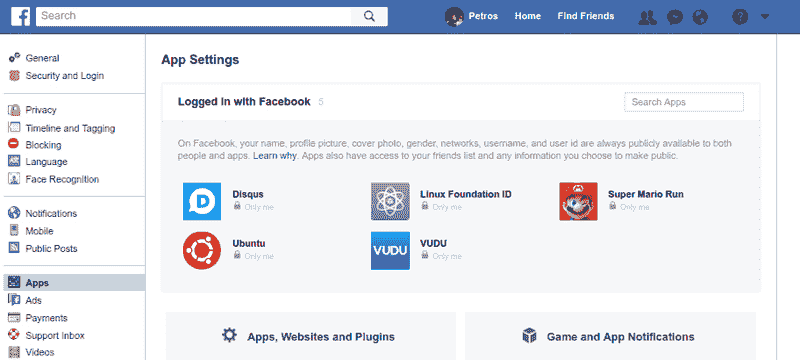 Search
Petros Home Find Friends
General
Security and Login
Privacy
Timeline and Tagging
Blocking
Language
Face Recognition
Notifications
Mobile
Public Posts
Apps
Ads
Payments
Support Inbox
Videos
App Settings
Logged in with Facebook 5
Search Apps
On Facebook, your name, profile picture, cover photo, gender, networks, username, and user id are always publicly available to both
people and apps. Learn why. Apps also have access to your friends list and any information you choose to make public.
Disqus
Only me
Linux Foundation ID
Only me
Super Mario Run
Only me
Ubuntu
Only me
VUDU
VUDU
Only me
Apps, Websites and Plugins
Game and App Notifications